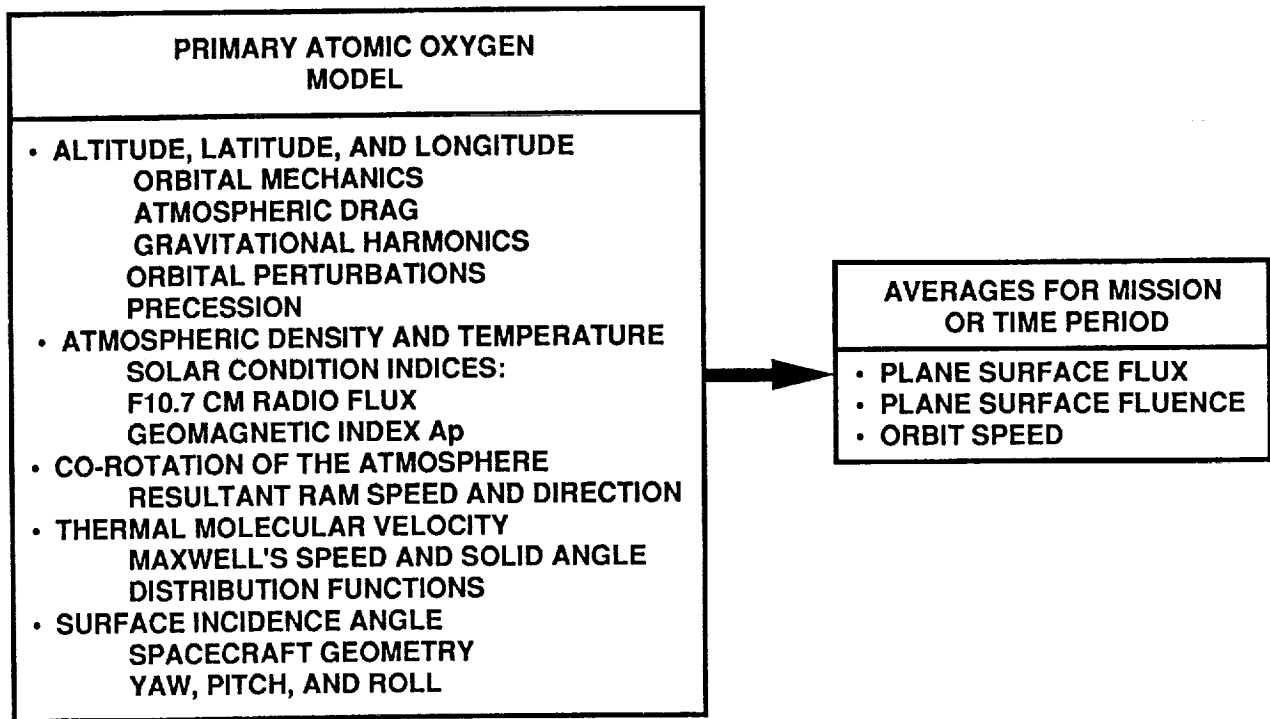 PRIMARY ATOMIC OXYGEN
MODEL
• ALTITUDE, LATITUDE, AND LONGITUDE
ORBITAL MECHANICS
ATMOSPHERIC DRAG
GRAVITATIONAL HARMONICS
ORBITAL PERTURBATIONS
PRECESSION
• ATMOSPHERIC DENSITY AND TEMPERATURE
SOLAR CONDITION INDICES:
F10.7 CM RADIO FLUX
GEOMAGNETIC INDEX Ap
• CO-ROTATION OF THE ATMOSPHERE
RESULTANT RAM SPEED AND DIRECTION
• THERMAL MOLECULAR VELOCITY
MAXWELL'S SPEED AND SOLID ANGLE
DISTRIBUTION FUNCTIONS
• SURFACE INCIDENCE ANGLE
SPACECRAFT GEOMETRY
YAW, PITCH, AND ROLL
AVERAGES FOR MISSION
OR TIME PERIOD
• PLANE SURFACE FLUX
• PLANE SURFACE FLUENCE
• ORBIT SPEED